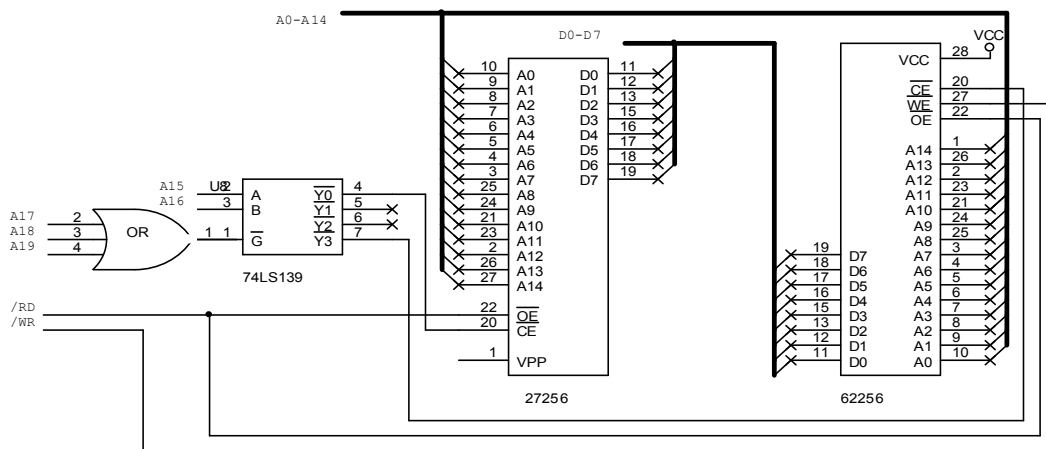 A0-A14
D0-D7
VCC
10 A0 D0 11
9 A1 D1 12
8 A2 D2 13
7 A3 D3 15
6 A4 D4 16
5 A5 D5 17
4 A6 D6 18
3 A7 D7 19
25 A8
24 A9
21 A10
23 A11
2 A12
26 A13
27 A14
22 OE
20 CE
1 VPP
27256
VCC 28
CE 20
WE 27
OE 22
A14 1
A13 26
A12 2
A11 23
A10 21
A9 24
A8 25
19 D7 A7 3
18 D6 A6 4
17 D5 A5 5
16 D4 A4 6
15 D3 A3 7
13 D2 A2 8
12 D1 A1 9
11 D0 A0 10
62256
A15 2 A Y0 4
A16 3 B Y1 5
Y2 6
1 1 G Y3 7
74LS139
A17 2
A18 3
A19 4
OR
/RD
/WR